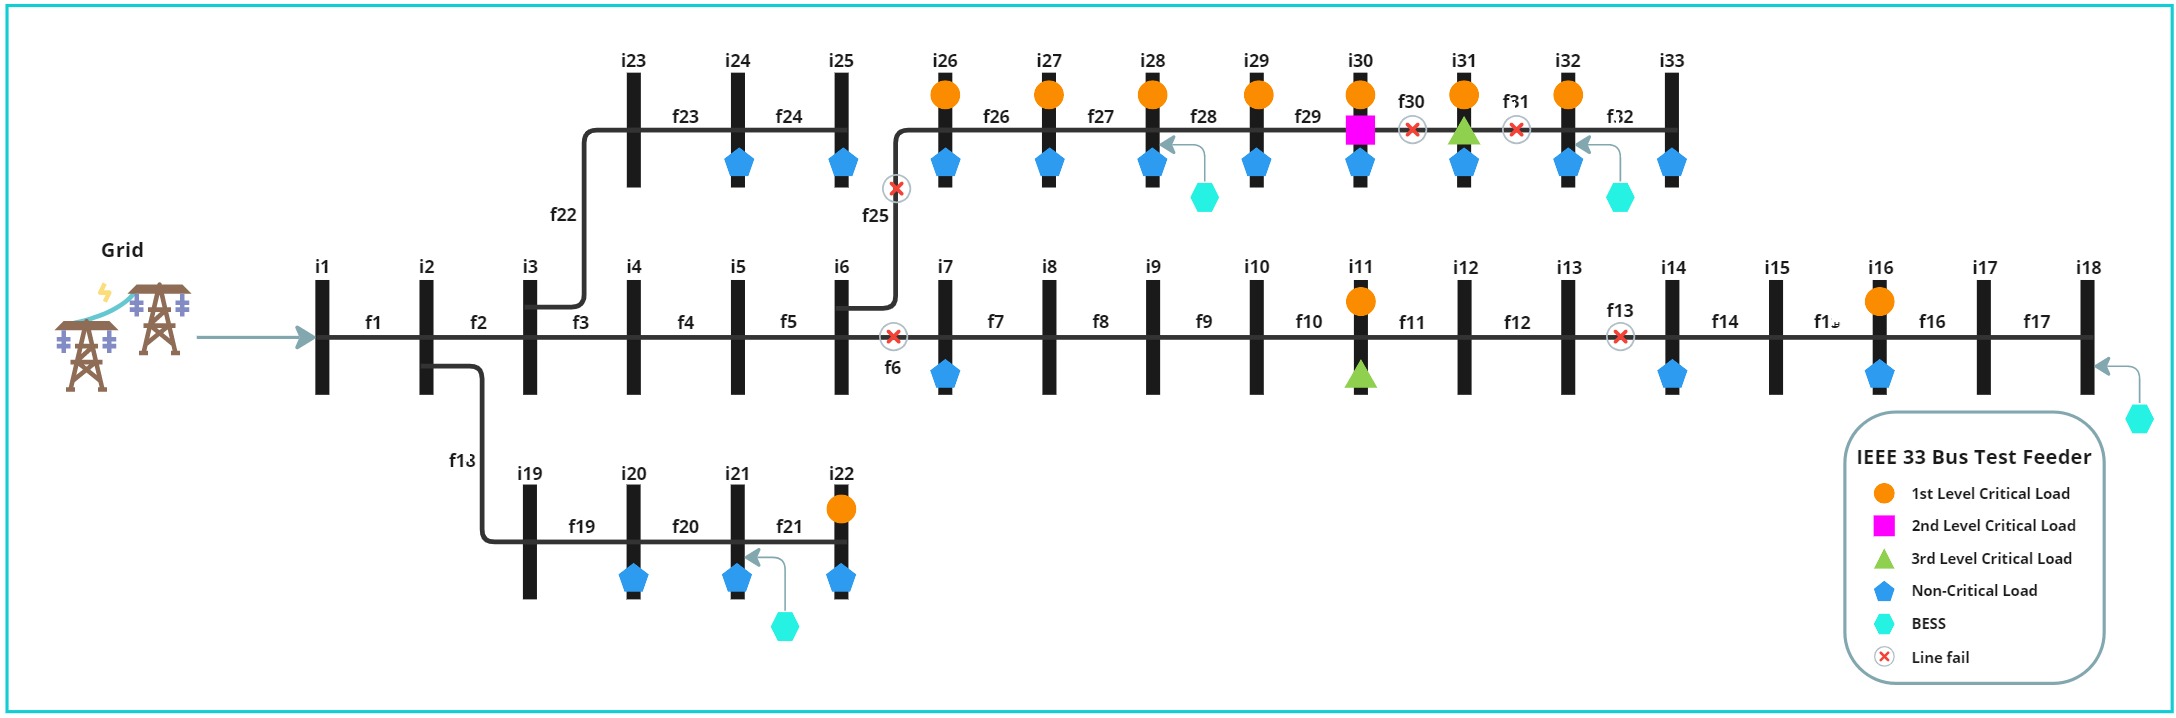 i23 i24 i25 i26 i27 i28 i29 i30 i31 i32 i33
f23 f24 f26 f27 f28 f29 f30 f31 f32
f22 f25
Grid
i1 i2 i3 i4 i5 i6 i7 i8 i9 i10 i11 i12 i13 i14 i15 i16 i17 i18
f1 f2 f3 f4 f5 f7 f8 f9 f10 f11 f12 f13 f14 f16 f17
f6
f18
i19 i20 i21 i22
f19 f20 f21
IEEE 33 Bus Test Feeder
1st Level Critical Load
2nd Level Critical Load
3rd Level Critical Load
Non-Critical Load
BESS
Line fail